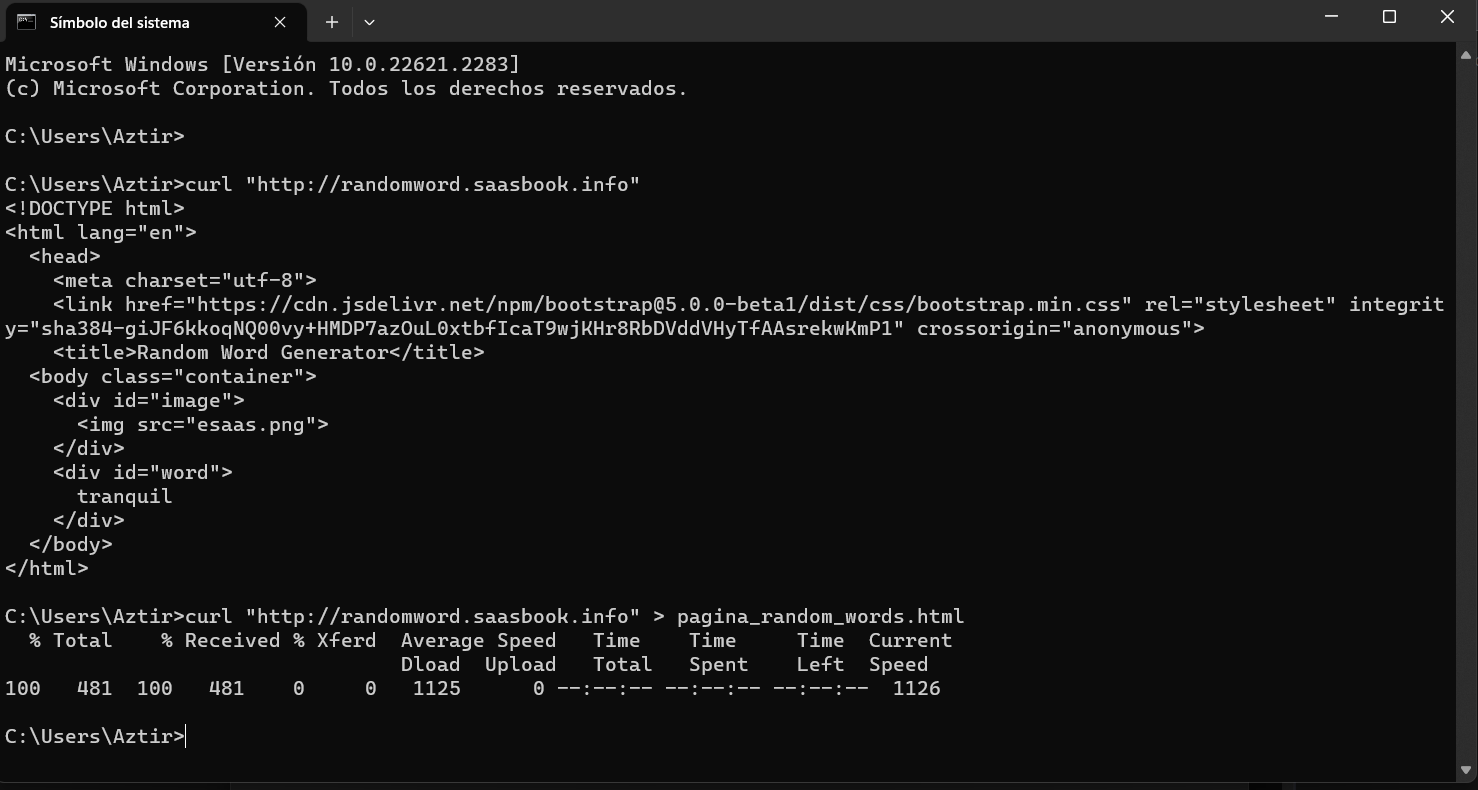 Símbolo del sistema
Microsoft Windows [Versión 10.0.22621.2283]
(c) Microsoft Corporation. Todos los derechos reservados.
C:\Users\Aztir>
C:\Users\Aztir>curl "http://randomword.saasbook.info"
<!DOCTYPE html>
<html lang="en">
  <head>
    <meta charset="utf-8">
    <link href="https://cdn.jsdelivr.net/npm/bootstrap@5.0.0-beta1/dist/css/bootstrap.min.css" rel="stylesheet" integrit
y="sha384-giJF6kkoqNQ00vy+HMDP7azOuL0xtbfIcaT9wjKHr8RbDVddVHyTfAAsrekwKmP1" crossorigin="anonymous">
    <title>Random Word Generator</title>
  <body class="container">
    <div id="image">
      <img src="esaas.png">
    </div>
    <div id="word">
      tranquil
    </div>
  </body>
</html>
C:\Users\Aztir>curl "http://randomword.saasbook.info" > pagina_random_words.html
  % Total    % Received % Xferd  Average Speed   Time    Time     Time  Current
                                 Dload  Upload   Total   Spent    Left  Speed
100   481  100   481    0     0   1125      0 --:--:-- --:--:-- --:--:--  1126
C:\Users\Aztir>